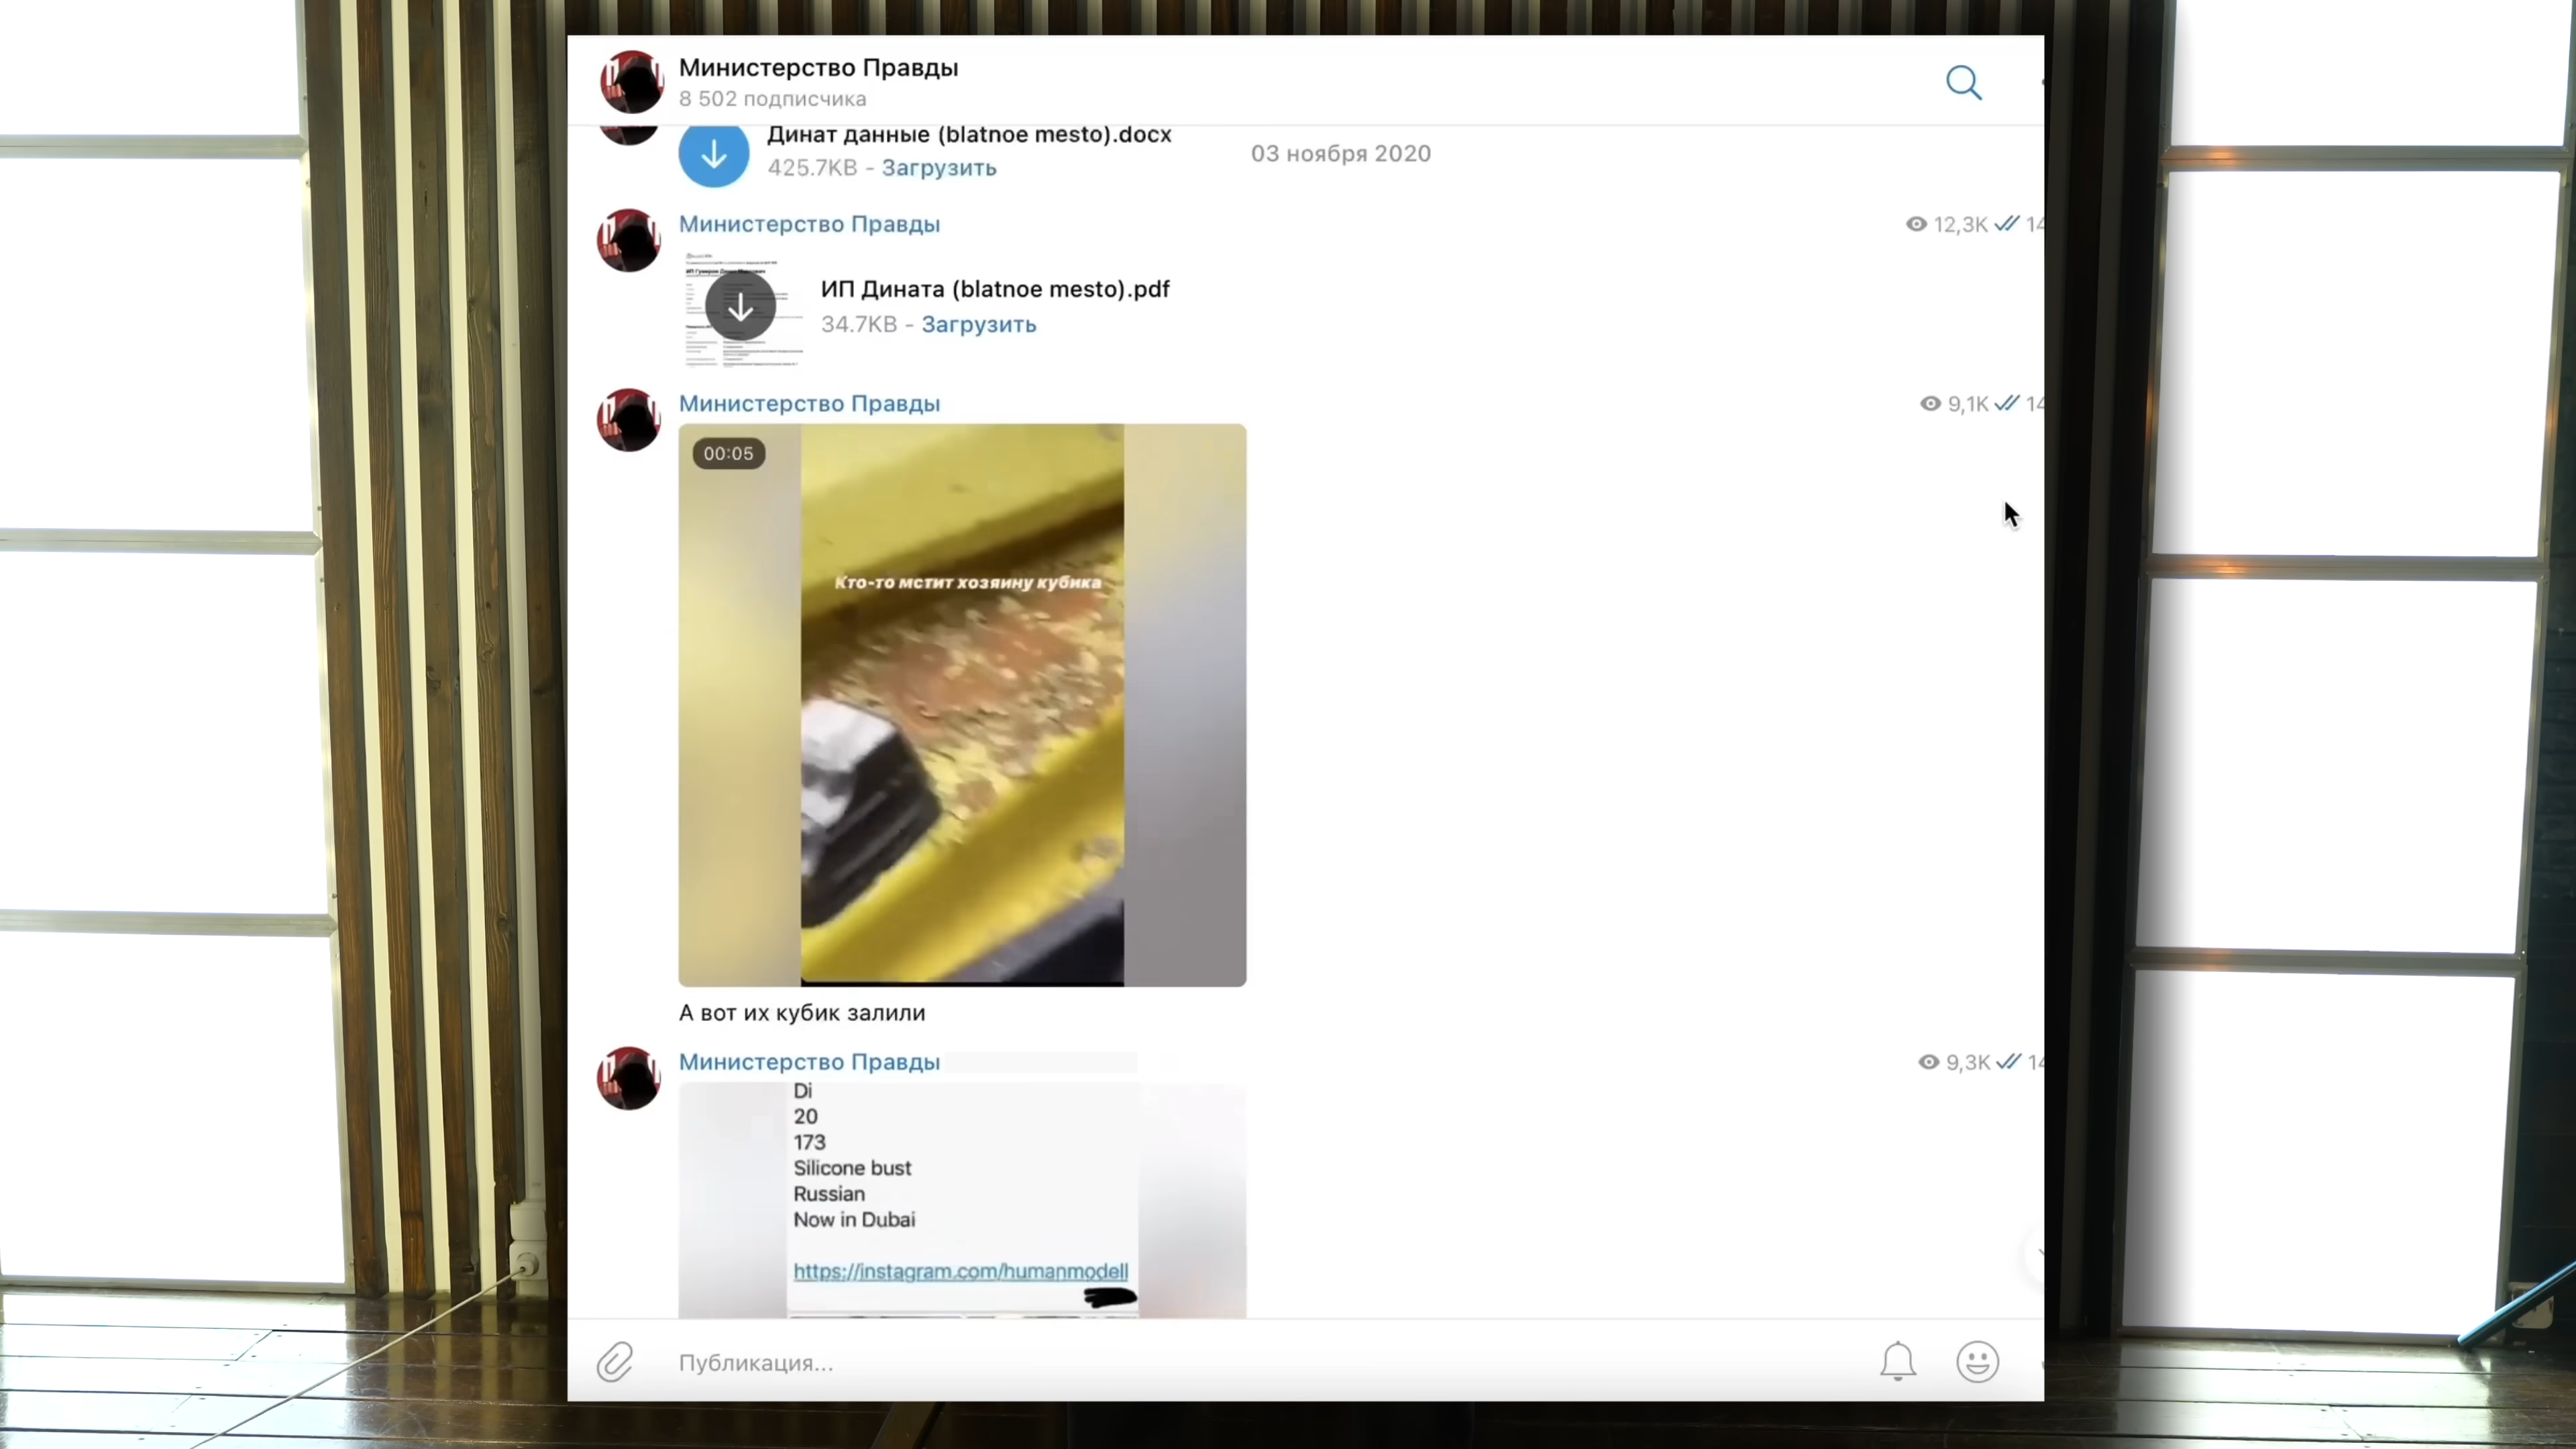 Министерство Правды
8 502 подписчика
Динат данные (blatnoe mesto).docx
425.7KB - Загрузить
03 ноября 2020
Министерство Правды
12,3K
14
ИП Дината (blatnoe mesto).pdf
34.7KB - Загрузить
Министерство Правды
9,1K
14
00:05
Кто-то мстит хозяину кубика
А вот их кубик залили
Министерство Правды
9,3K
14
Di
20
173
Silicone bust
Russian
Now in Dubai
https://instagram.com/humanmodell
Публикация...